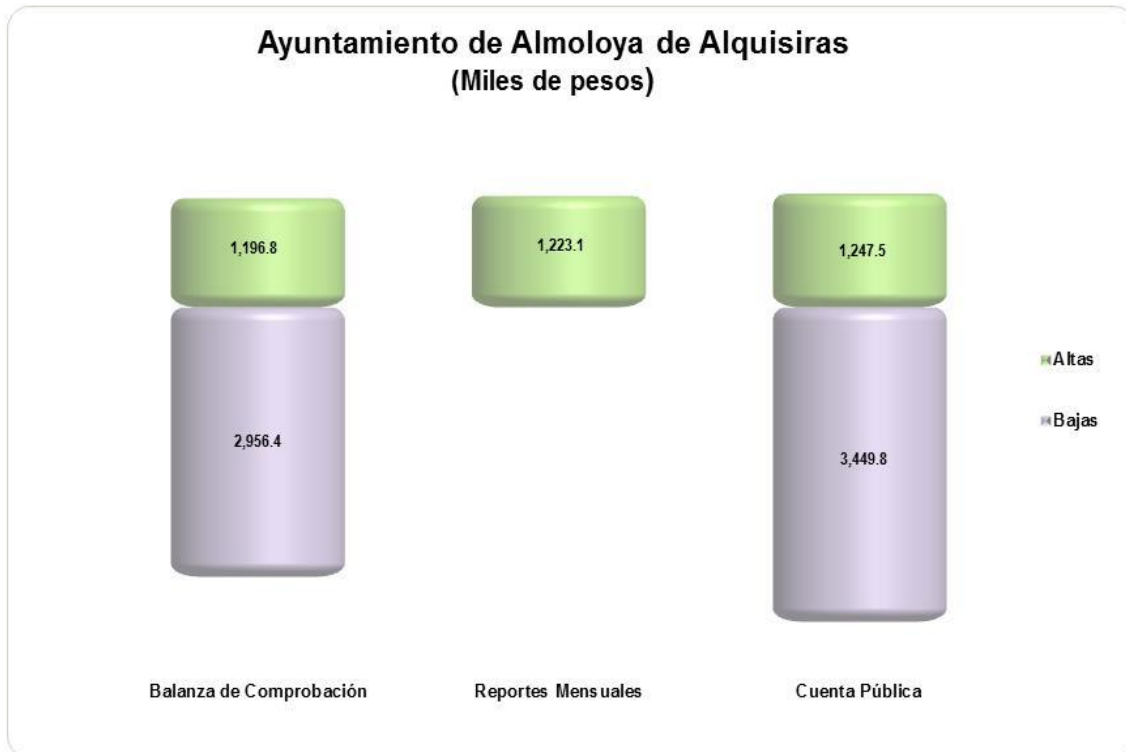 Ayuntamiento de Almoloya de Alquisiras
(Miles de pesos)
1,196.8
1,223.1
1,247.5
Altas
Bajas
2,956.4
3,449.8
Balanza de Comprobación
Reportes Mensuales
Cuenta Pública